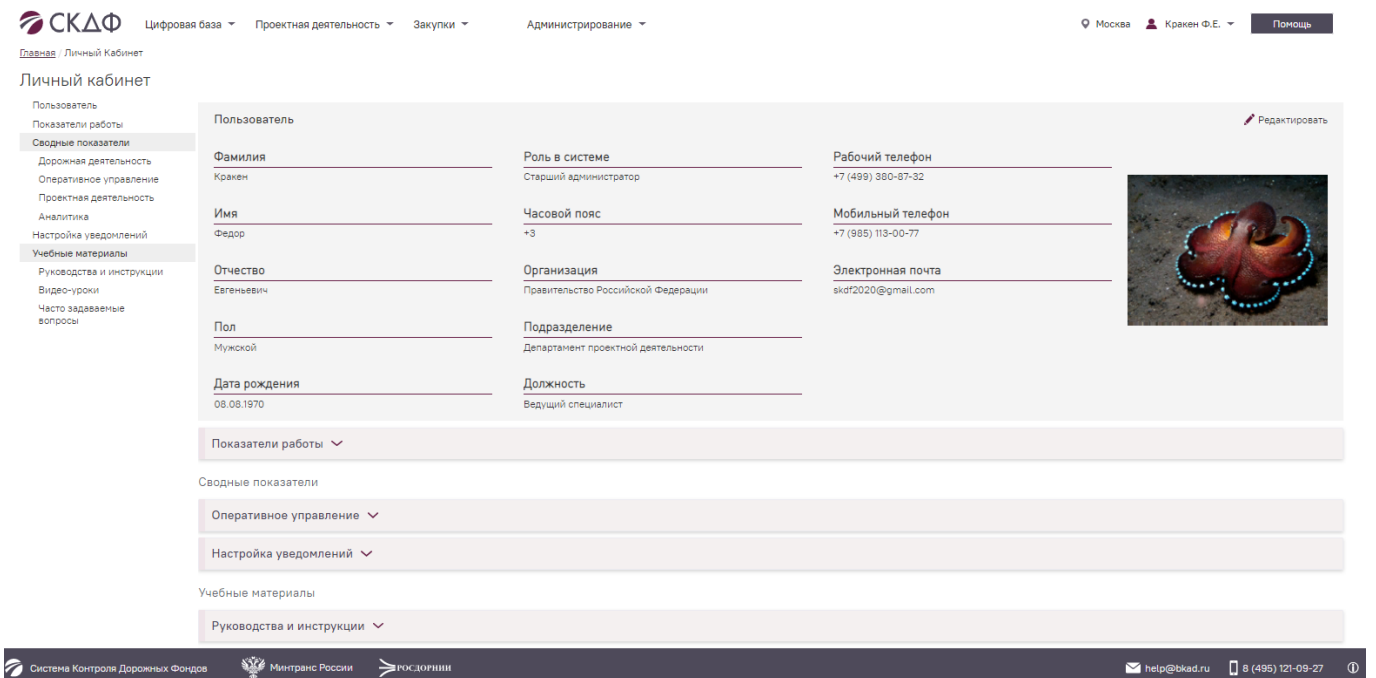 СКДФ Цифровая база Проектная деятельность Закупки Администрирование Москва Кракен Ф.Е. Помощь
Главная / Личный Кабинет
Личный кабинет
Пользователь
Показатели работы
Сводные показатели
Дорожная деятельность
Оперативное управление
Проектная деятельность
Аналитика
Настройка уведомлений
Учебные материалы
Руководства и инструкции
Видео-уроки
Часто задаваемые
вопросы
Пользователь Редактировать
Фамилия Роль в системе Рабочий телефон
Кракен Старший администратор +7 (499) 380-87-32
Имя Часовой пояс Мобильный телефон
Федор +3 +7 (985) 113-00-77
Отчество Организация Электронная почта
Евгеньевич Правительство Российской Федерации skdf2020@gmail.com
Пол Подразделение
Мужской Департамент проектной деятельности
Дата рождения Должность
08.08.1970 Ведущий специалист
Показатели работы
Сводные показатели
Оперативное управление
Настройка уведомлений
Учебные материалы
Руководства и инструкции
Система Контроля Дорожных Фондов Минтранс России РОСДОРНИИ help@bkad.ru 8 (495) 121-09-27